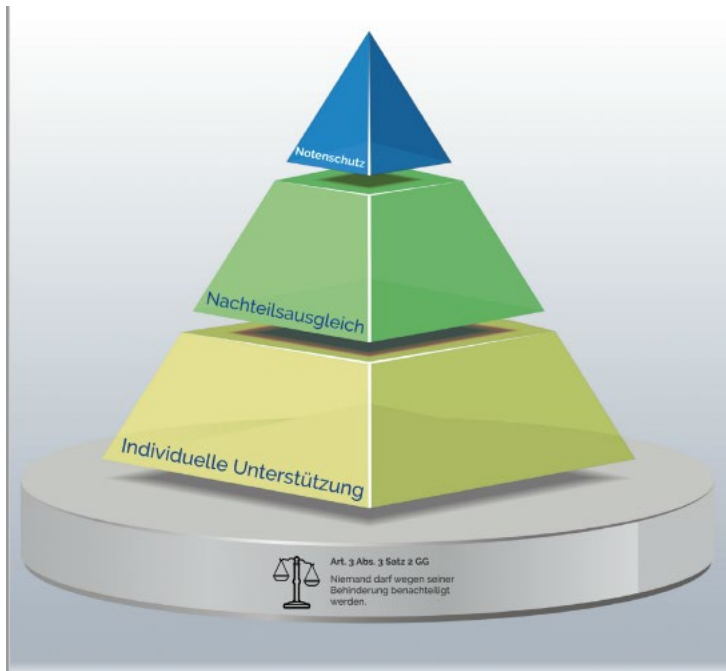 Notenschutz
Nachteilsausgleich
Individuelle Unterstützung
Art. 3 Abs. 3 Satz 2 GG
Niemand darf wegen seiner
Behinderung benachteiligt
werden.